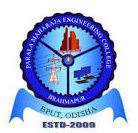 PARALA MAHARAJA ENGINEERING COLLEGE
BRAHMAPUR
BPUT, ODISHA
ESTD-2009